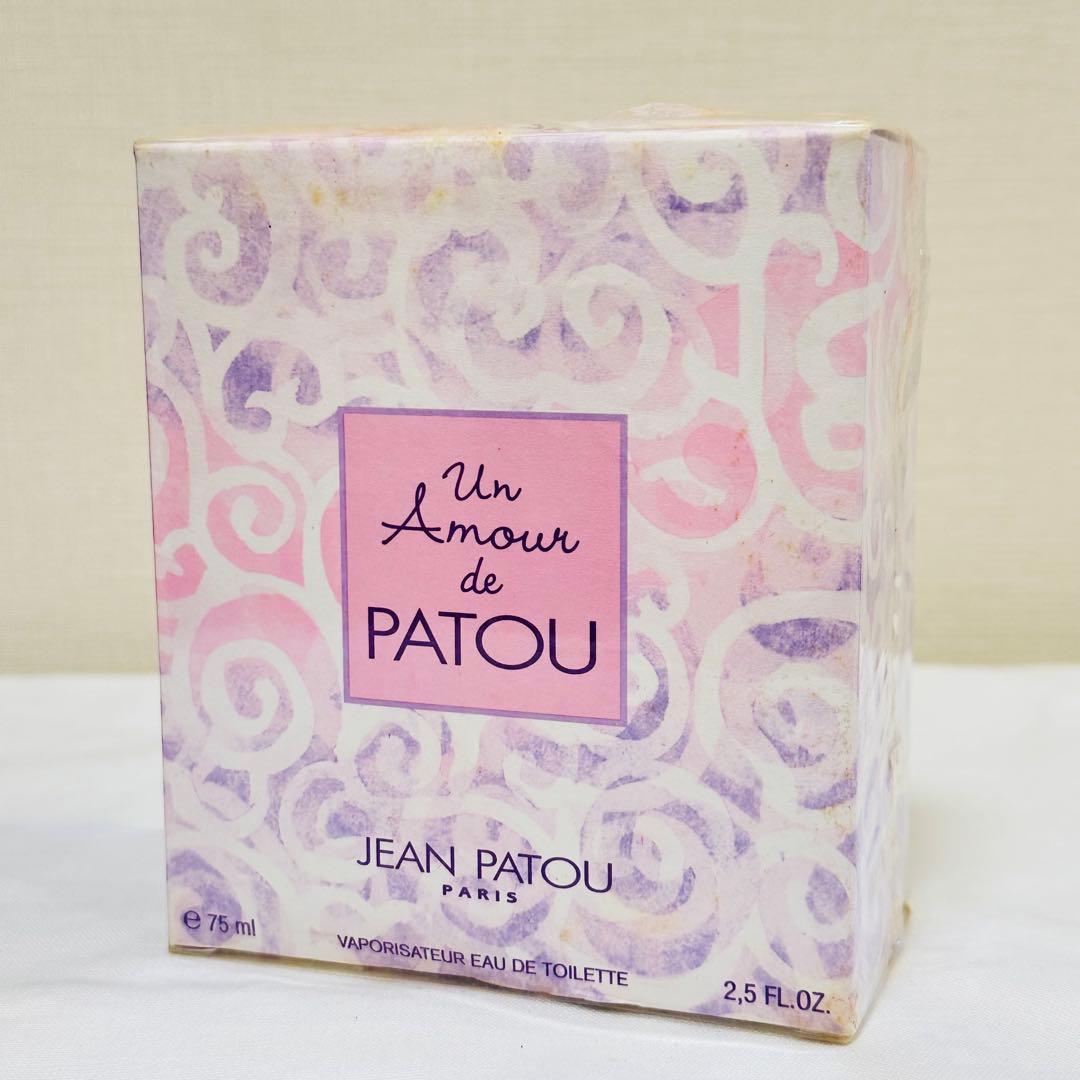 Un
Amour
de
PATOU
JEAN PATOU
PARIS
℮ 75 ml
VAPORISATEUR EAU DE TOILETTE
2,5 FL.OZ.